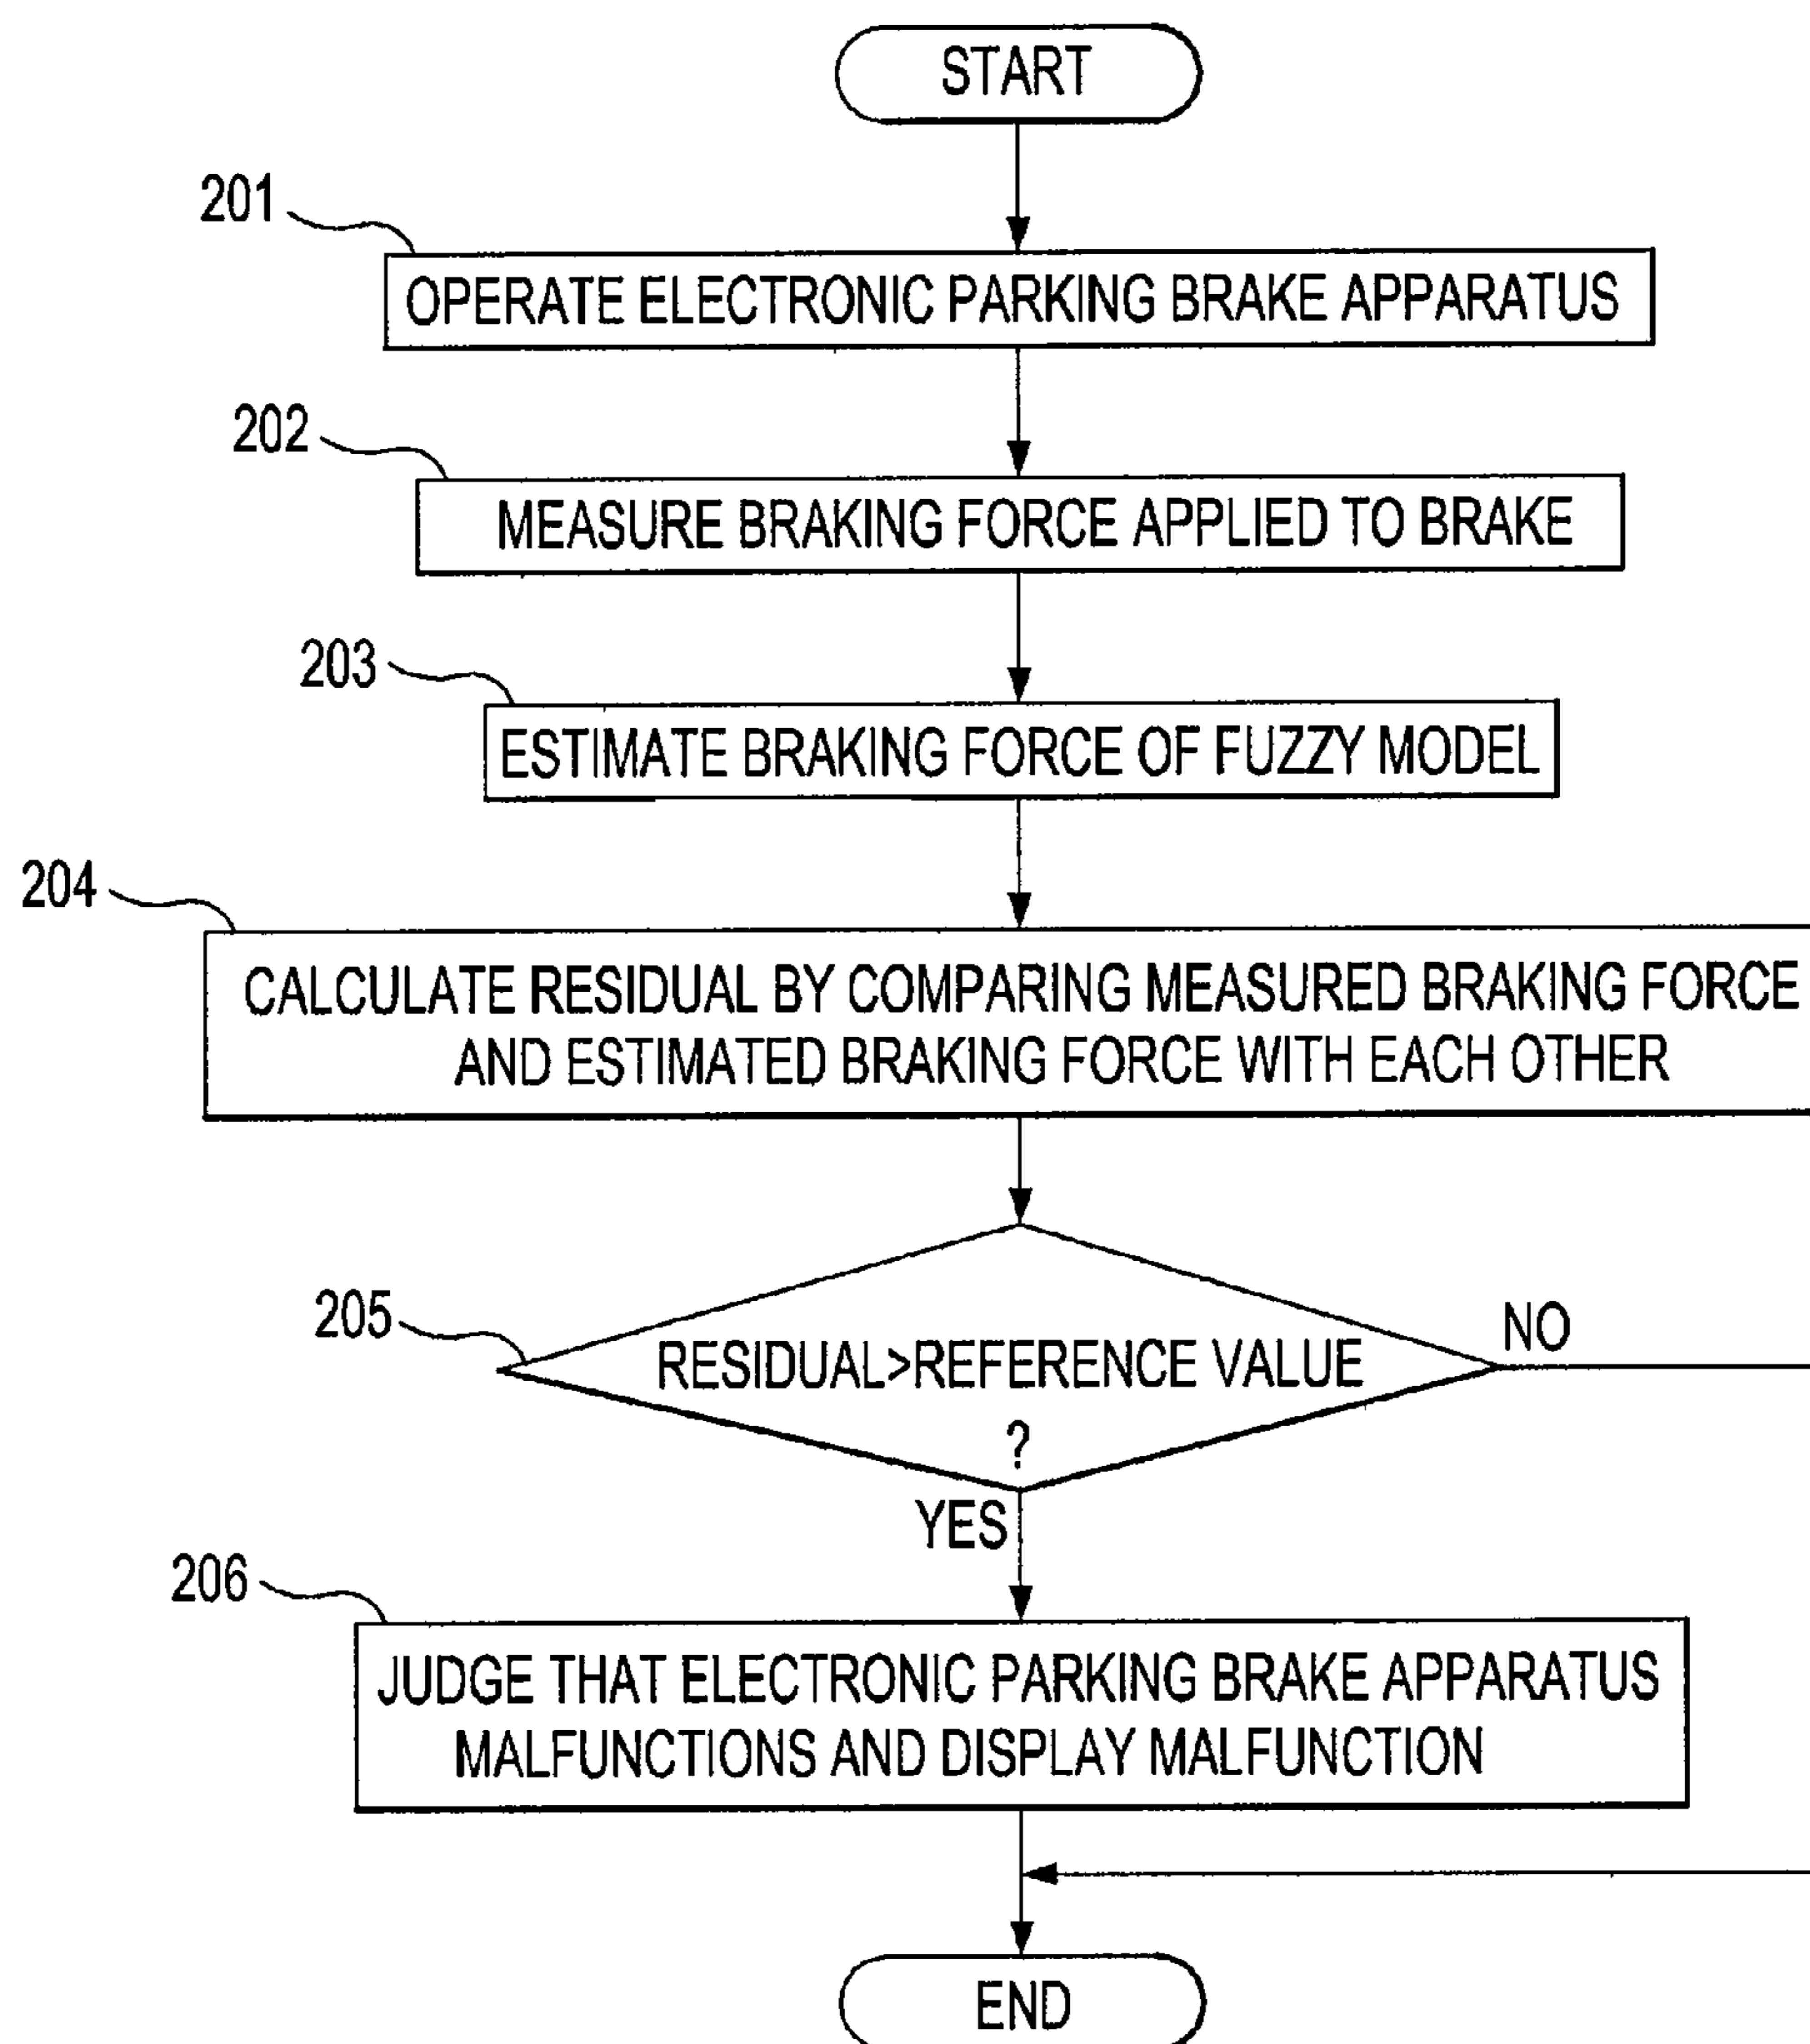 START
201
OPERATE ELECTRONIC PARKING BRAKE APPARATUS
202
MEASURE BRAKING FORCE APPLIED TO BRAKE
203
ESTIMATE BRAKING FORCE OF FUZZY MODEL
204
CALCULATE RESIDUAL BY COMPARING MEASURED BRAKING FORCE
AND ESTIMATED BRAKING FORCE WITH EACH OTHER
205
RESIDUAL>REFERENCE VALUE
?
NO
YES
206
JUDGE THAT ELECTRONIC PARKING BRAKE APPARATUS
MALFUNCTIONS AND DISPLAY MALFUNCTION
END